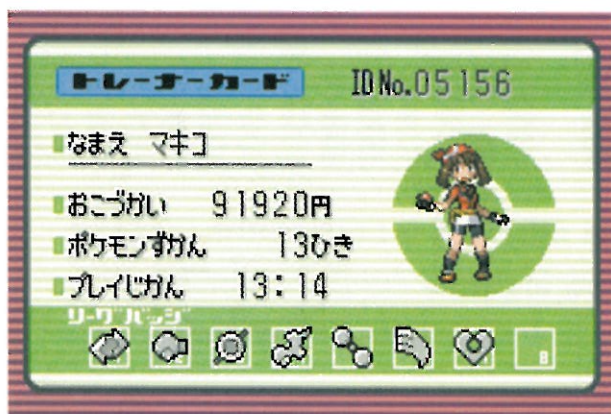 トレーナーカード IDNo.05156
なまえ マキコ
おこづかい 91920円
ポケモンずかん 13ひき
プレイじかん 13:14
リーグバッジ
8